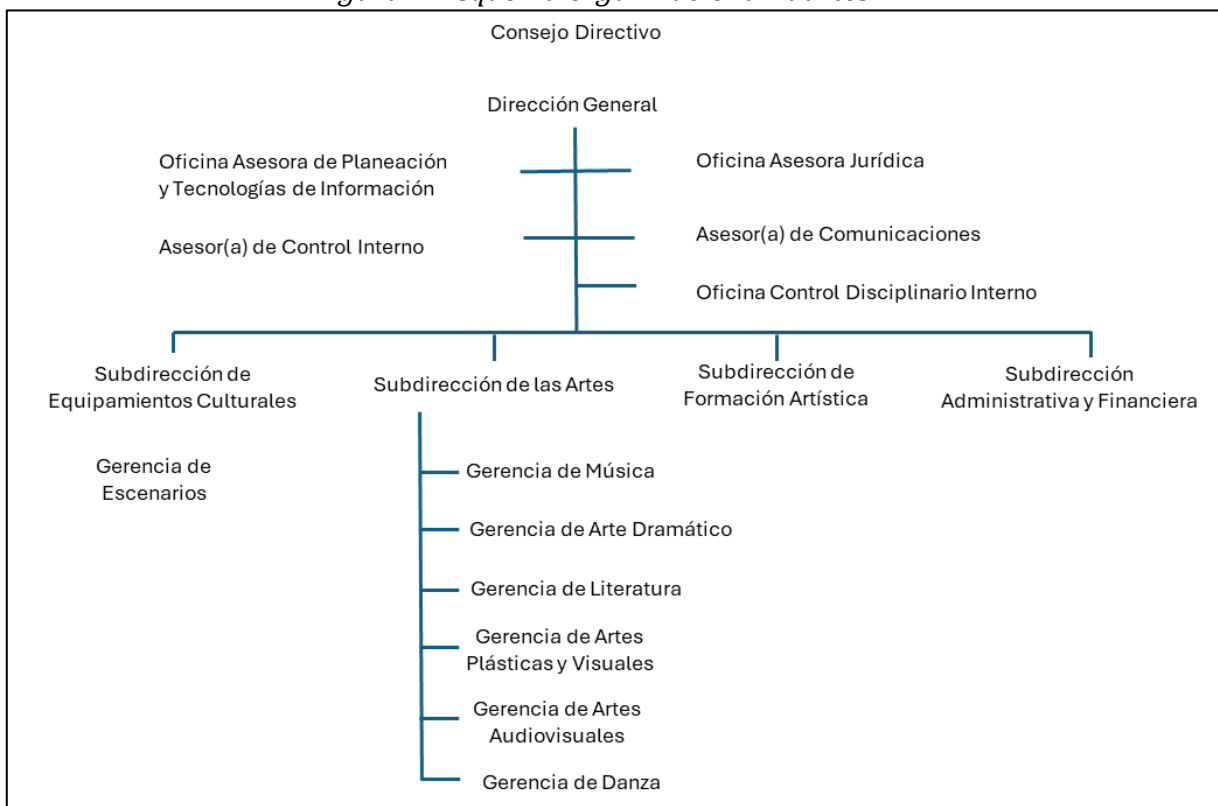 Consejo Directivo
Dirección General
Oficina Asesora de Planeación
y Tecnologías de Información
Oficina Asesora Jurídica
Asesor(a) de Control Interno
Asesor(a) de Comunicaciones
Oficina Control Disciplinario Interno
Subdirección de
Equipamientos Culturales
Subdirección de las Artes
Subdirección de
Formación Artística
Subdirección
Administrativa y Financiera
Gerencia de
Escenarios
Gerencia de Música
Gerencia de Arte Dramático
Gerencia de Literatura
Gerencia de Artes
Plásticas y Visuales
Gerencia de Artes
Audiovisuales
Gerencia de Danza